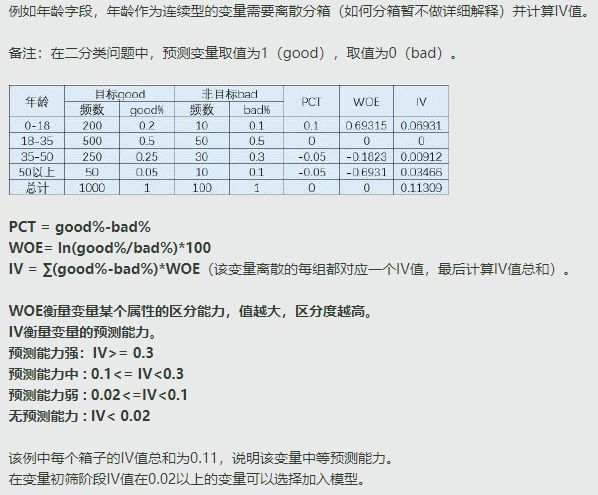 例如年龄字段，年龄作为连续型的变量需要离散分箱（如何分箱暂不做详细解释）并计算IV值。
备注：在二分类问题中，预测变量取值为1（good），取值为0（bad）。
年龄 目标good 非目标bad PCT WOE IV
频数 good% 频数 bad%
0-18 200 0.2 10 0.1 0.1 0.69315 0.06931
18-35 500 0.5 50 0.5 0 0 0
35-50 250 0.25 30 0.3 -0.05 -0.1823 0.00912
50以上 50 0.05 10 0.1 -0.05 -0.6931 0.03466
总计 1000 1 100 1 0 0 0.11309
PCT = good%-bad%
WOE= ln(good%/bad%)*100
IV = ∑(good%-bad%)*WOE（该变量离散的每组都对应一个IV值，最后计算IV值总和）。
WOE衡量变量某个属性的区分能力，值越大，区分度越高。
IV衡量变量的预测能力。
预测能力强：IV>= 0.3
预测能力中：0.1<= IV<0.3
预测能力弱：0.02<=IV<0.1
无预测能力：IV< 0.02
该例中每个箱子的IV值总和为0.11，说明该变量中等预测能力。
在变量初筛阶段IV值在0.02以上的变量可以选择加入模型。